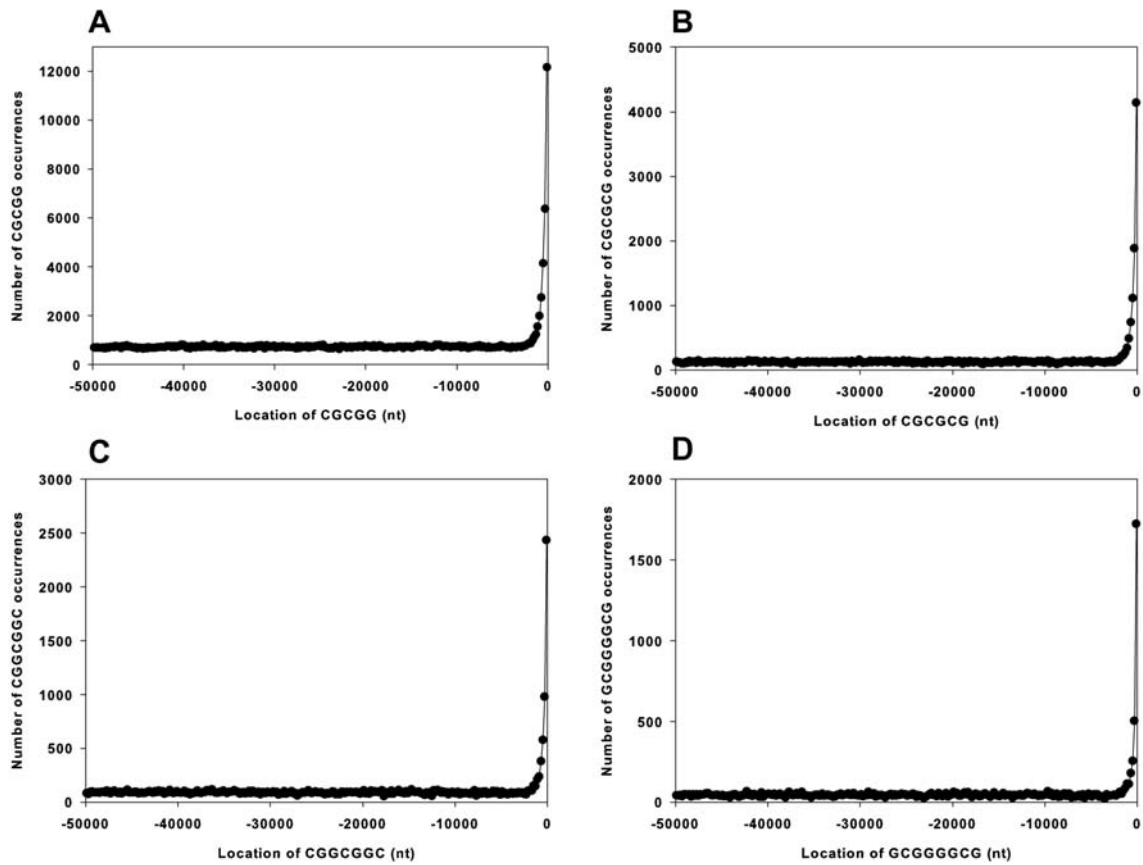 A
Number of CGCGG occurrences
12000
10000
8000
6000
4000
2000
0
-50000 -40000 -30000 -20000 -10000 0
Location of CGCGG (nt)
B
Number of CGCGCG occurrences
5000
4000
3000
2000
1000
0
-50000 -40000 -30000 -20000 -10000 0
Location of CGCGCG (nt)
C
Number of CGGCGGC occurrences
3000
2500
2000
1500
1000
500
0
-50000 -40000 -30000 -20000 -10000 0
Location of CGGCGGC (nt)
D
Number of GCGGGGCG occurrences
2000
1500
1000
500
0
-50000 -40000 -30000 -20000 -10000 0
Location of GCGGGGCG (nt)